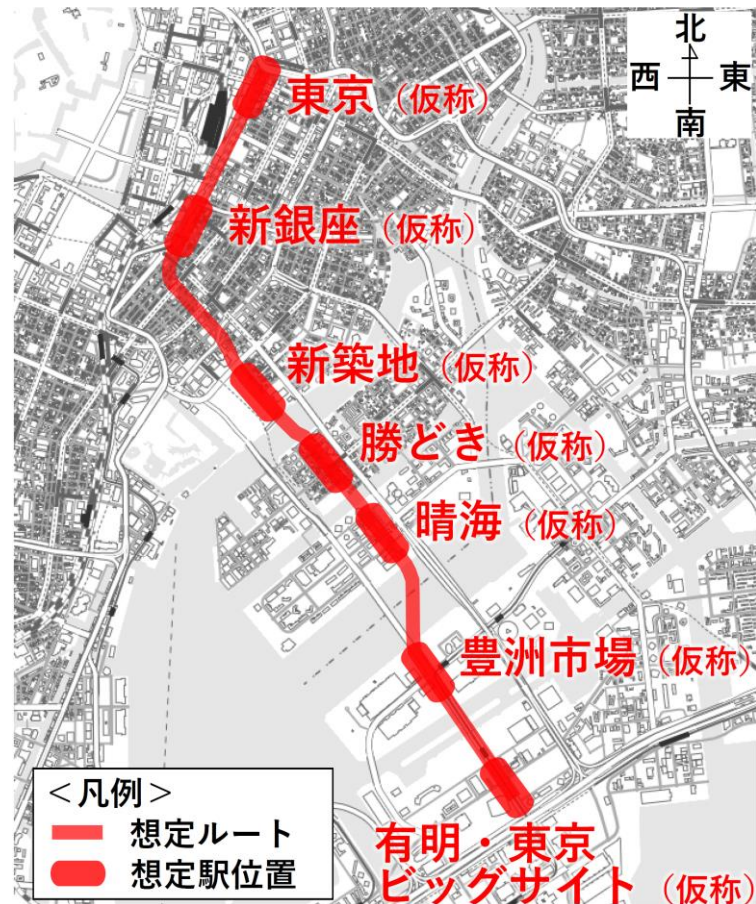 北
西 東
南
東京（仮称）
新銀座（仮称）
新築地（仮称）
勝どき（仮称）
晴海（仮称）
豊洲市場（仮称）
有明・東京
ビッグサイト（仮称）
＜凡例＞
想定ルート
想定駅位置